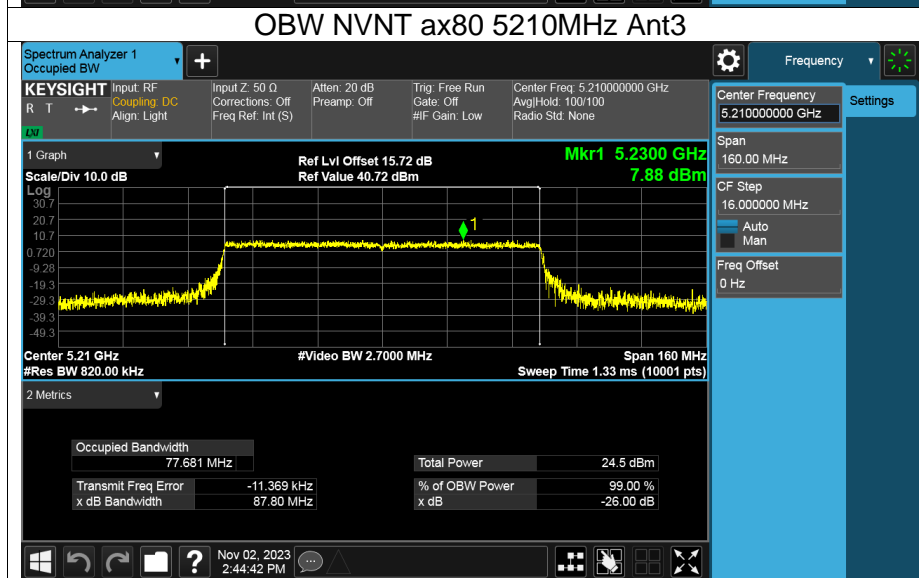 OBW NVNT ax80 5210MHz Ant3
Spectrum Analyzer 1
Occupied BW
+
Frequency
KEYSIGHT
R T
LXI
Input: RF
Coupling: DC
Align: Light
Input Z: 50 Ω
Corrections: Off
Freq Ref: Int (S)
Atten: 20 dB
Preamp: Off
Trig: Free Run
Gate: Off
#IF Gain: Low
Center Freq: 5.210000000 GHz
Avg|Hold: 100/100
Radio Std: None
Center Frequency
5.210000000 GHz
Settings
Span
160.00 MHz
CF Step
16.000000 MHz
Auto
Man
Freq Offset
0 Hz
1 Graph
Ref Lvl Offset 15.72 dB
Mkr1 5.2300 GHz
Scale/Div 10.0 dB
Ref Value 40.72 dBm
7.88 dBm
Log
30.7
20.7
10.7
0.720
-9.28
-19.3
-29.3
-39.3
-49.3
1
Center 5.21 GHz
#Video BW 2.7000 MHz
Span 160 MHz
#Res BW 820.00 kHz
Sweep Time 1.33 ms (10001 pts)
2 Metrics
Occupied Bandwidth
77.681 MHz
Total Power 24.5 dBm
Transmit Freq Error -11.369 kHz
% of OBW Power 99.00 %
x dB Bandwidth 87.80 MHz
x dB -26.00 dB
?
Nov 02, 2023
2:44:42 PM